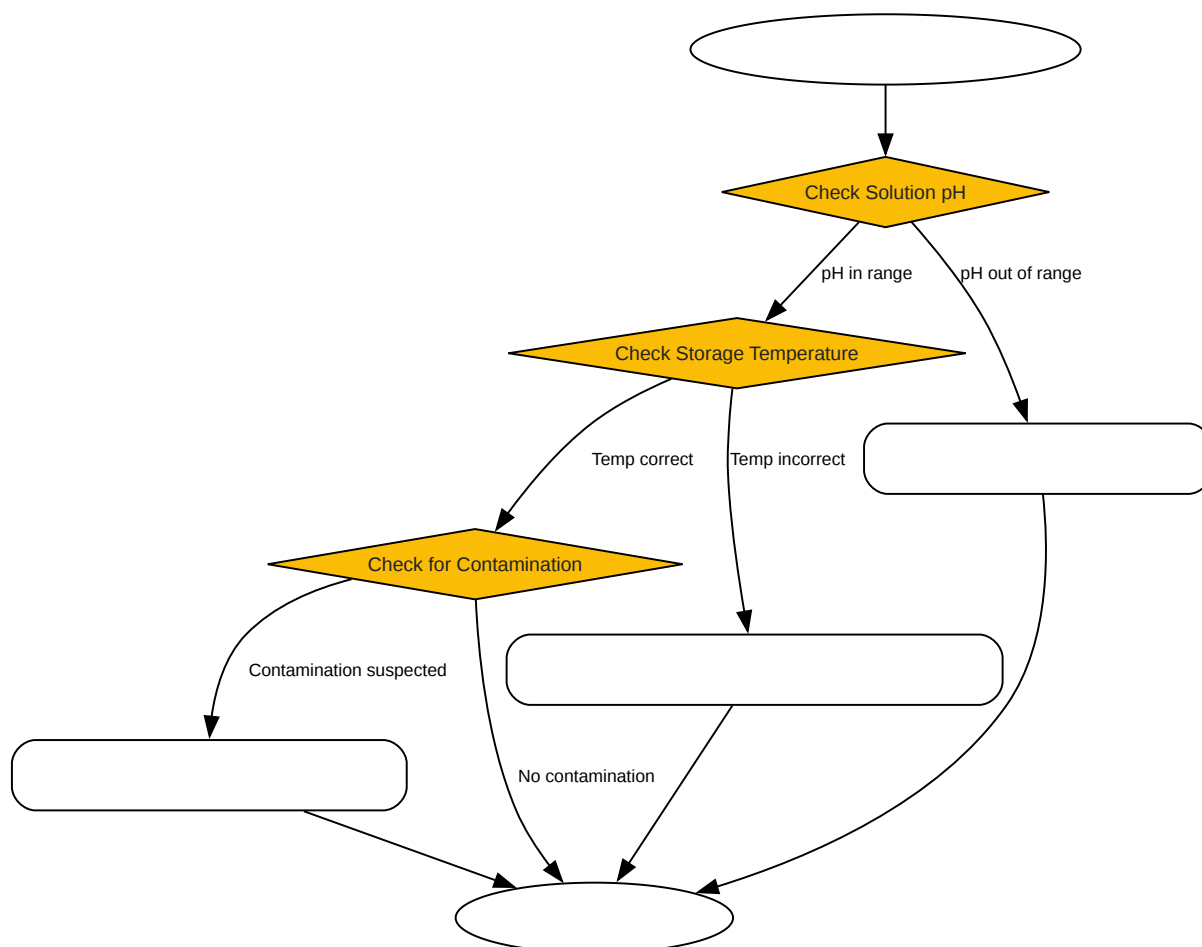 Check Solution pH
pH in range
pH out of range
Check Storage Temperature
Temp correct
Temp incorrect
Check for Contamination
Contamination suspected
No contamination